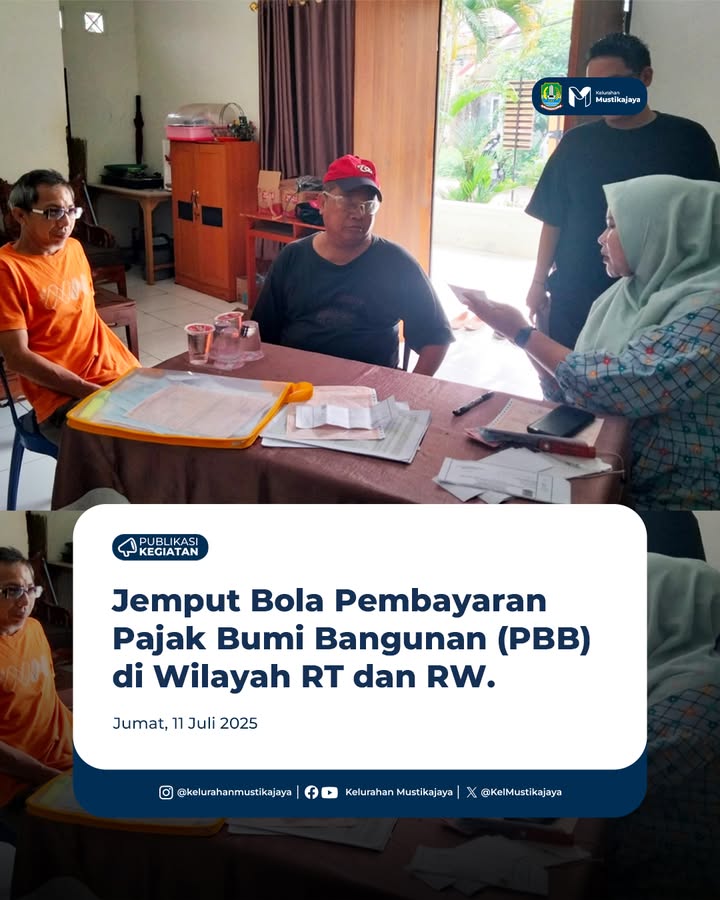 Kelurahan
Mustikajaya
PUBLIKASI
KEGIATAN
Jemput Bola Pembayaran
Pajak Bumi Bangunan (PBB)
di Wilayah RT dan RW.
Jumat, 11 Juli 2025
@kelurahanmustikajaya | Kelurahan Mustikajaya | @KelMustikajaya